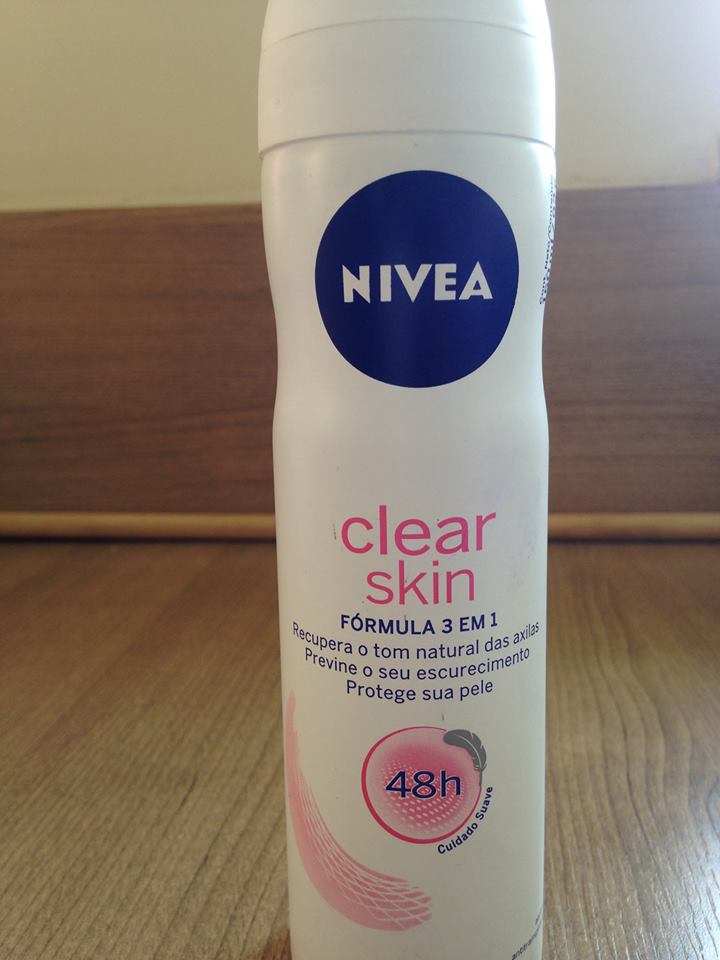 NIVEA
clear
skin
FÓRMULA 3 EM 1
Recupera o tom natural das axilas
Previne o seu escurecimento
Protege sua pele
48h
Cuidado Suave